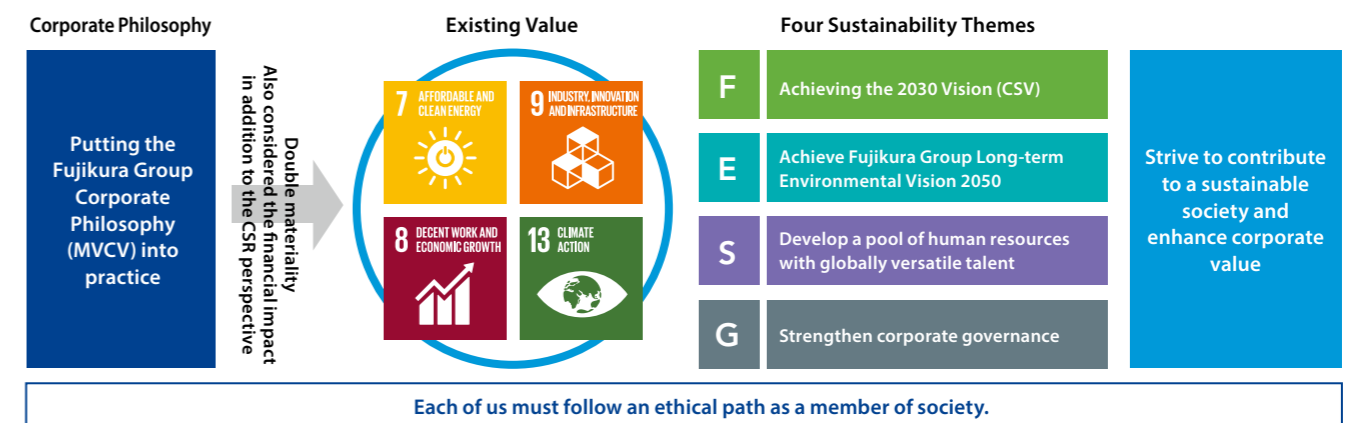 Corporate Philosophy
Existing Value
Four Sustainability Themes
Putting the
Fujikura Group
Corporate
Philosophy
(MVCV) into
practice
Double materiality
Also considered the financial impact
in addition to the CSR perspective
7 AFFORDABLE AND
CLEAN ENERGY
9 INDUSTRY, INNOVATION
AND INFRASTRUCTURE
8 DECENT WORK AND
ECONOMIC GROWTH
13 CLIMATE
ACTION
F
Achieving the 2030 Vision (CSV)
E
Achieve Fujikura Group Long-term
Environmental Vision 2050
S
Develop a pool of human resources
with globally versatile talent
G
Strengthen corporate governance
Strive to contribute
to a sustainable
society and
enhance corporate
value
Each of us must follow an ethical path as a member of society.